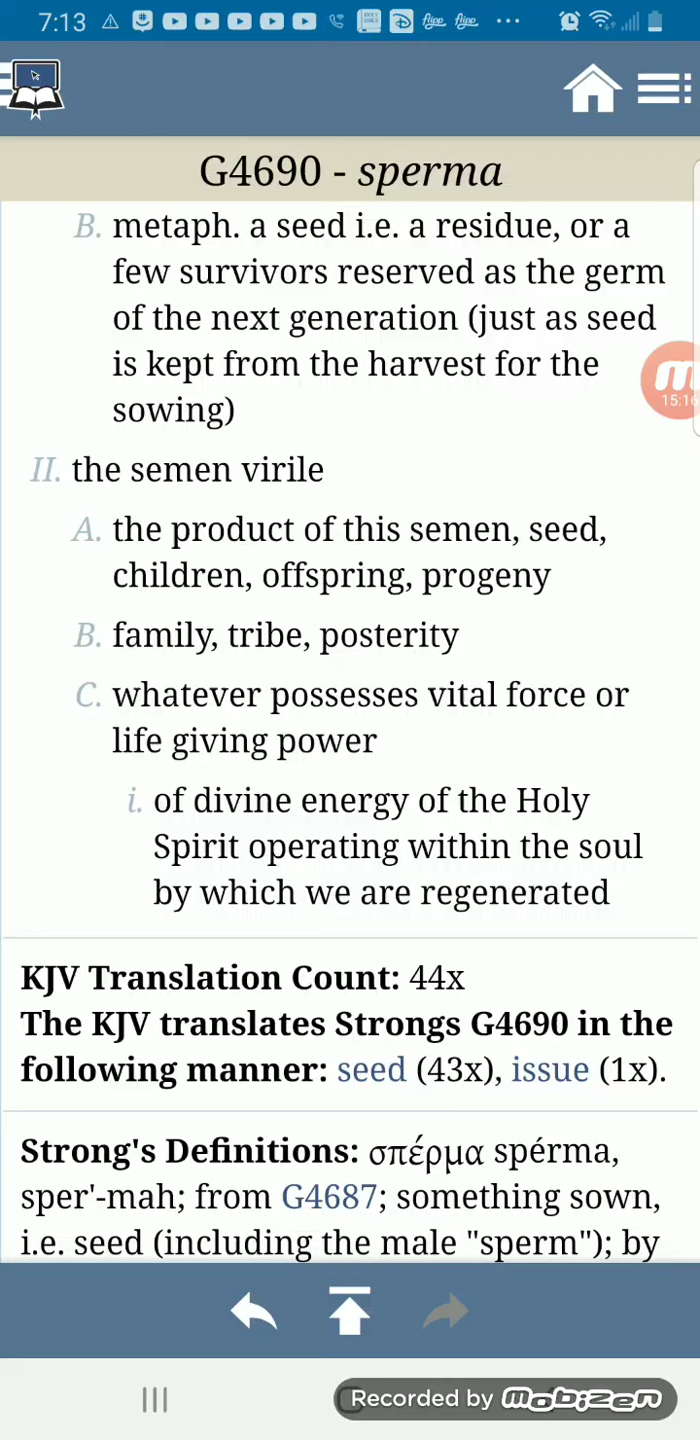 7:13
G4690 - sperma
B. metaph. a seed i.e. a residue, or a
few survivors reserved as the germ
of the next generation (just as seed
is kept from the harvest for the
sowing)
15:16
II. the semen virile
A. the product of this semen, seed,
children, offspring, progeny
B. family, tribe, posterity
C. whatever possesses vital force or
life giving power
i. of divine energy of the Holy
Spirit operating within the soul
by which we are regenerated
KJV Translation Count: 44x
The KJV translates Strongs G4690 in the
following manner: seed (43x), issue (1x).
Strong's Definitions: σπέρμα spérma,
sper'-mah; from G4687; something sown,
i.e. seed (including the male "sperm"); by
Recorded by mobizen